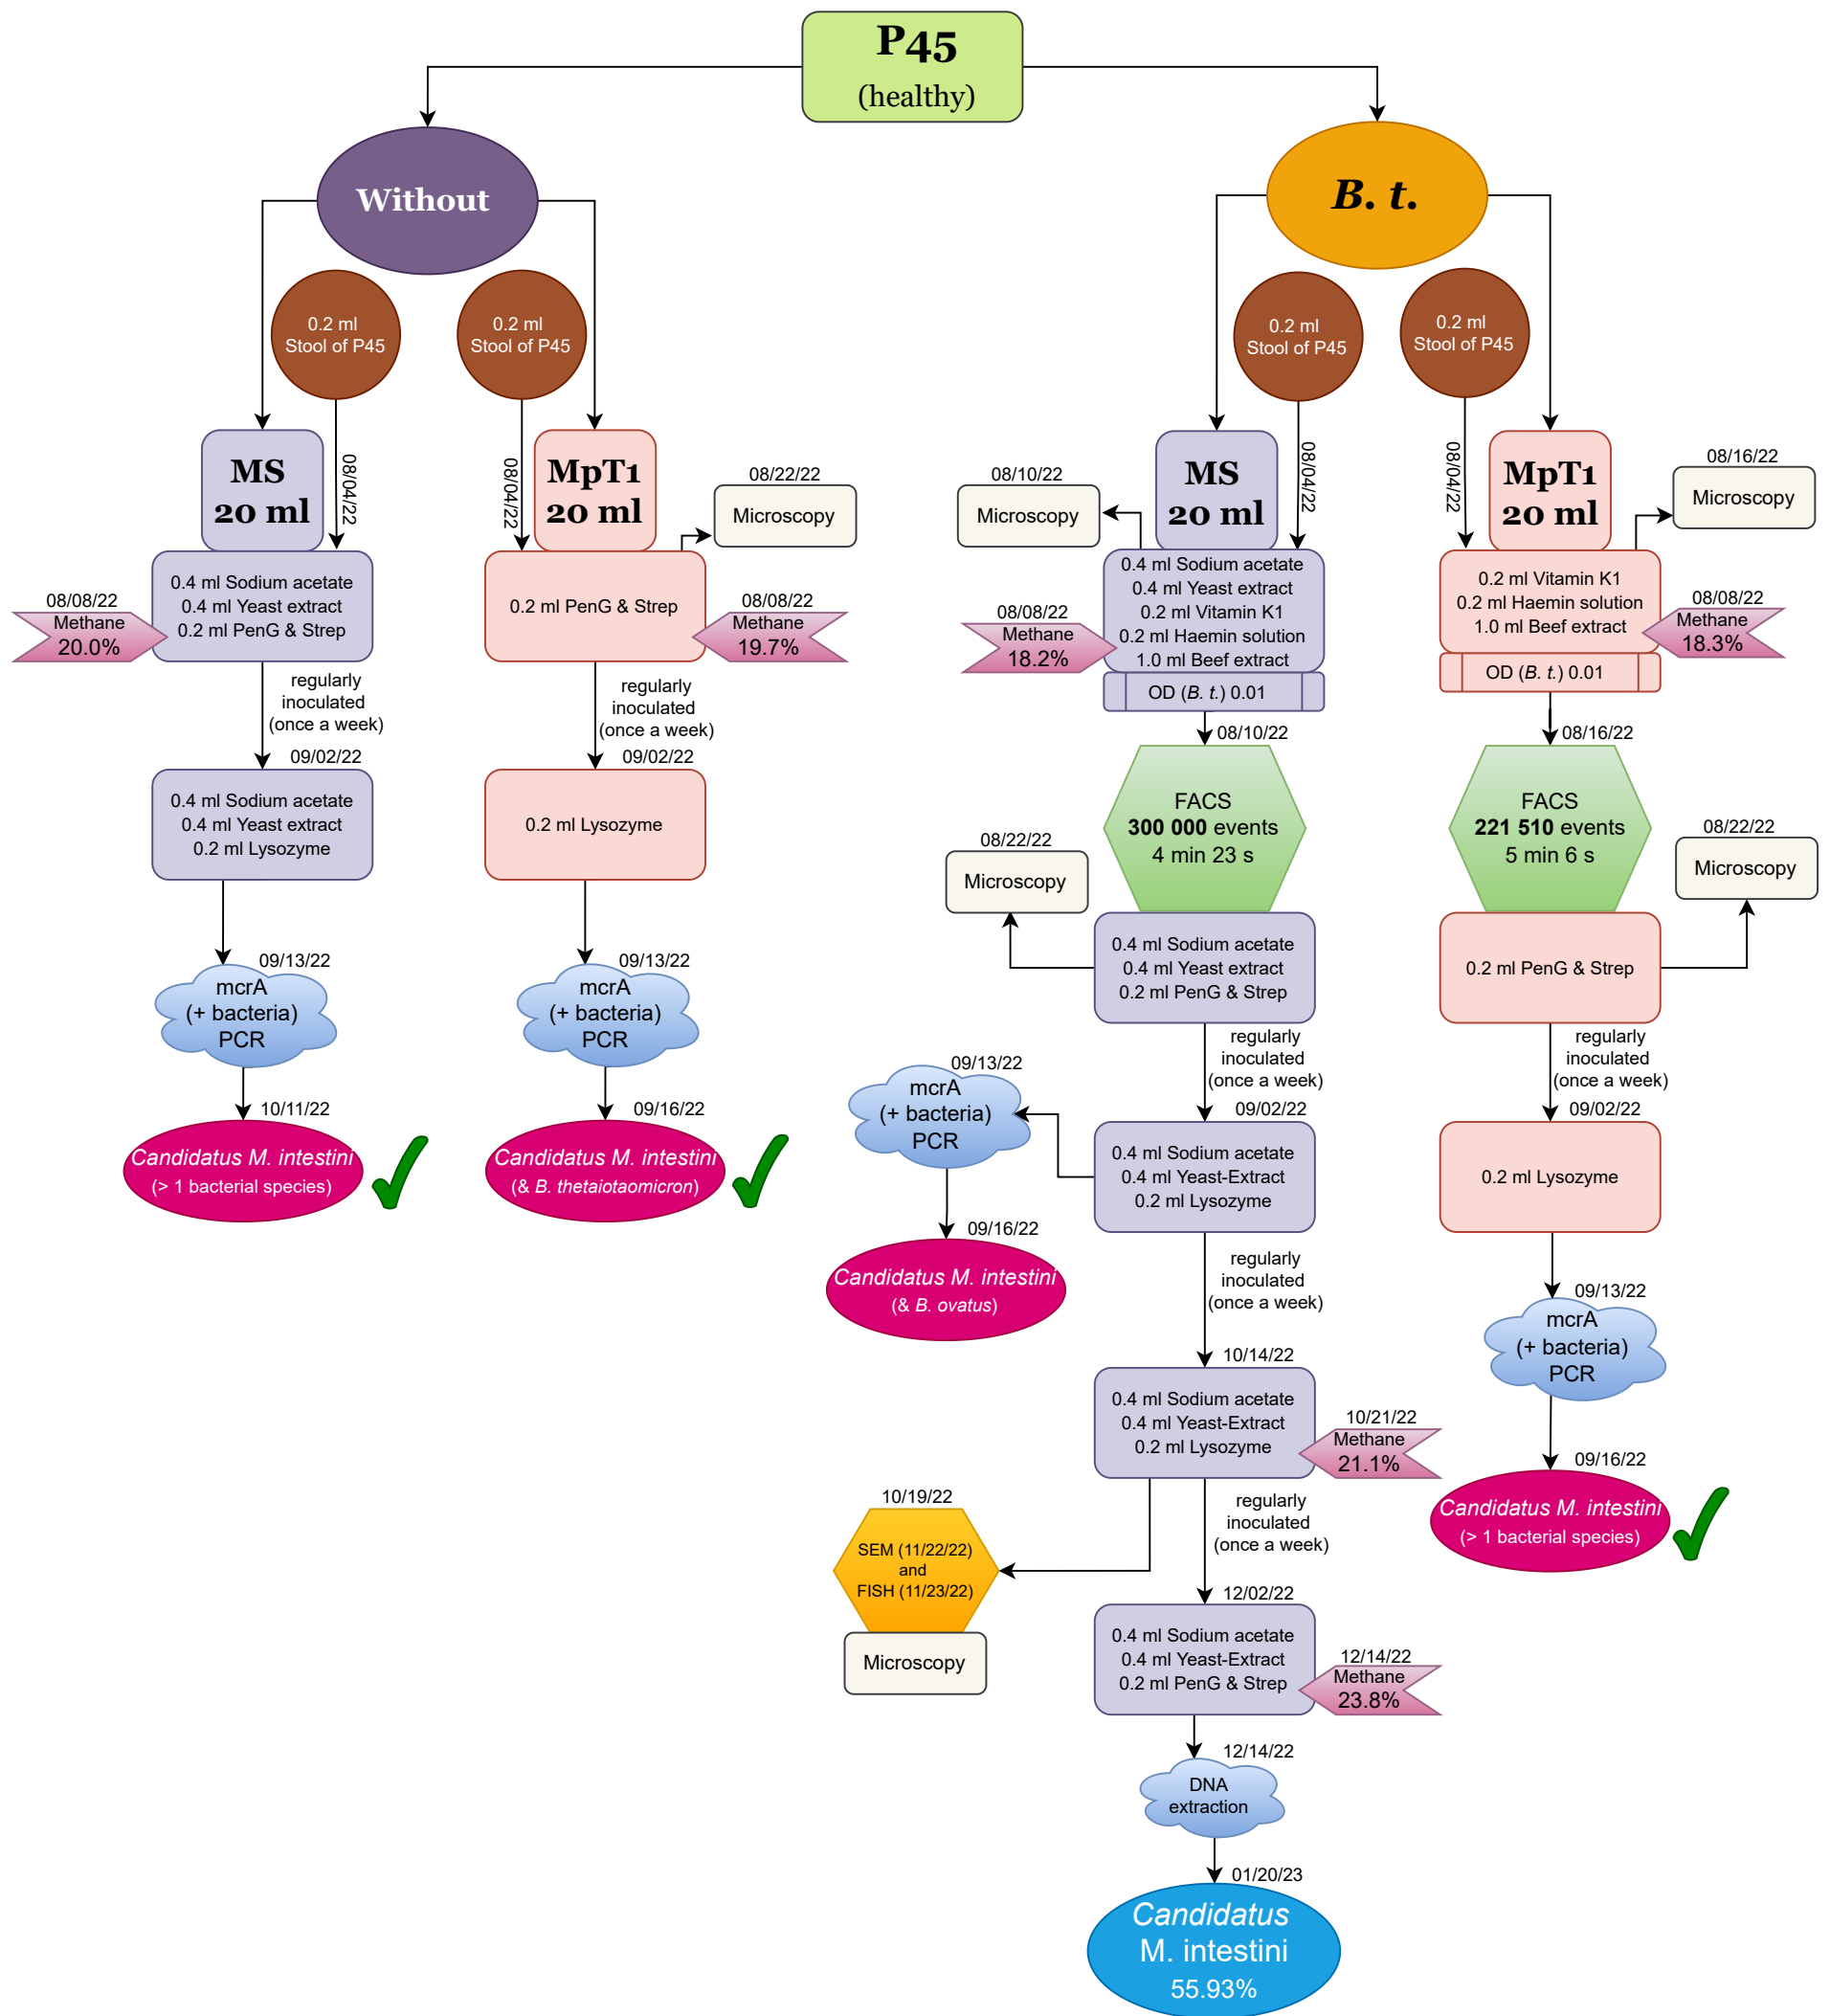 P45
(healthy)
Without
B. t.
0.2 ml
Stool of P45
0.2 ml
Stool of P45
0.2 ml
Stool of P45
0.2 ml
Stool of P45
MS
20 ml
08/04/22
0.4 ml Sodium acetate
0.4 ml Yeast extract
0.2 ml PenG & Strep
08/08/22
Methane
20.0%
regularly
inoculated
(once a week)
09/02/22
0.4 ml Sodium acetate
0.4 ml Yeast extract
0.2 ml Lysozyme
09/13/22
mcrA
(+ bacteria)
PCR
10/11/22
Candidatus M. intestini
(> 1 bacterial species)
08/04/22
MpT1
20 ml
08/22/22
Microscopy
0.2 ml PenG & Strep
08/08/22
Methane
19.7%
regularly
inoculated
(once a week)
09/02/22
0.2 ml Lysozyme
09/13/22
mcrA
(+ bacteria)
PCR
09/16/22
Candidatus M. intestini
(& B. thetaiotaomicron)
MS
20 ml
08/04/22
08/10/22
Microscopy
0.4 ml Sodium acetate
0.4 ml Yeast extract
0.2 ml Vitamin K1
0.2 ml Haemin solution
1.0 ml Beef extract
08/08/22
Methane
18.2%
OD (B. t.) 0.01
08/10/22
FACS
300 000 events
4 min 23 s
08/22/22
Microscopy
0.4 ml Sodium acetate
0.4 ml Yeast extract
0.2 ml PenG & Strep
regularly
inoculated
(once a week)
09/02/22
0.4 ml Sodium acetate
0.4 ml Yeast-Extract
0.2 ml Lysozyme
09/13/22
mcrA
(+ bacteria)
PCR
09/16/22
Candidatus M. intestini
(& B. ovatus)
regularly
inoculated
(once a week)
10/14/22
0.4 ml Sodium acetate
0.4 ml Yeast-Extract
0.2 ml Lysozyme
10/21/22
Methane
21.1%
10/19/22
SEM (11/22/22)
and
FISH (11/23/22)
Microscopy
regularly
inoculated
(once a week)
12/02/22
0.4 ml Sodium acetate
0.4 ml Yeast-Extract
0.2 ml PenG & Strep
12/14/22
Methane
23.8%
12/14/22
DNA
extraction
01/20/23
Candidatus
M. intestini
55.93%
08/04/22
MpT1
20 ml
08/16/22
Microscopy
0.2 ml Vitamin K1
0.2 ml Haemin solution
1.0 ml Beef extract
08/08/22
Methane
18.3%
OD (B. t.) 0.01
08/16/22
FACS
221 510 events
5 min 6 s
08/22/22
Microscopy
0.2 ml PenG & Strep
regularly
inoculated
(once a week)
09/02/22
0.2 ml Lysozyme
09/13/22
mcrA
(+ bacteria)
PCR
09/16/22
Candidatus M. intestini
(> 1 bacterial species)